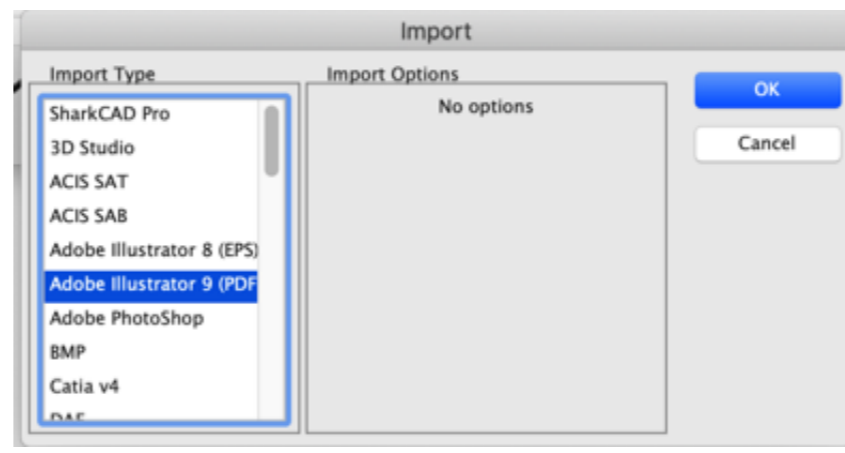 Import
Import Type
SharkCAD Pro
3D Studio
ACIS SAT
ACIS SAB
Adobe Illustrator 8 (EPS)
Adobe Illustrator 9 (PDF
Adobe PhotoShop
BMP
Catia v4
Import Options
No options
OK
Cancel